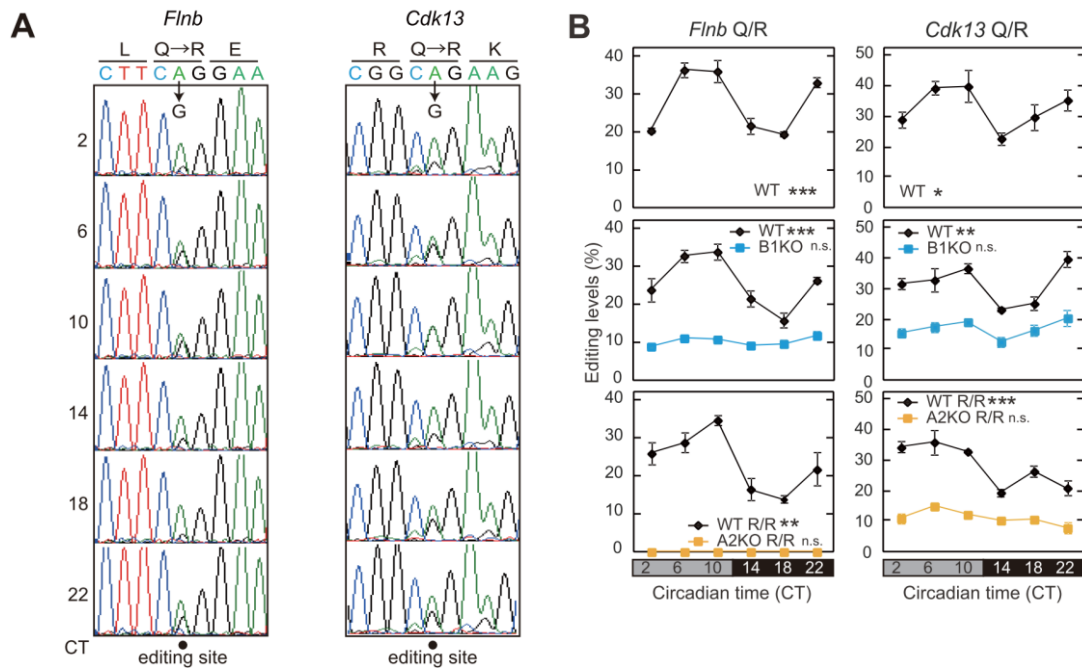 A
Flnb
L Q→R E
C T T C A G G A A
G
Cdk13
R Q→R K
C G G C A G A A G
G
2
6
10
14
18
22
CT
editing site
editing site
B
Flnb Q/R
Cdk13 Q/R
Editing levels (%)
40
30
20
10
0
WT ***
50
40
30
20
10
0
WT *
40
30
20
10
0
WT ***
B1KO n.s.
50
40
30
20
10
0
WT **
B1KO n.s.
40
30
20
10
0
WT R/R **
A2KO R/R n.s.
50
40
30
20
10
0
WT R/R ***
A2KO R/R n.s.
2 6 10 14 18 22
2 6 10 14 18 22
Circadian time (CT)
Circadian time (CT)